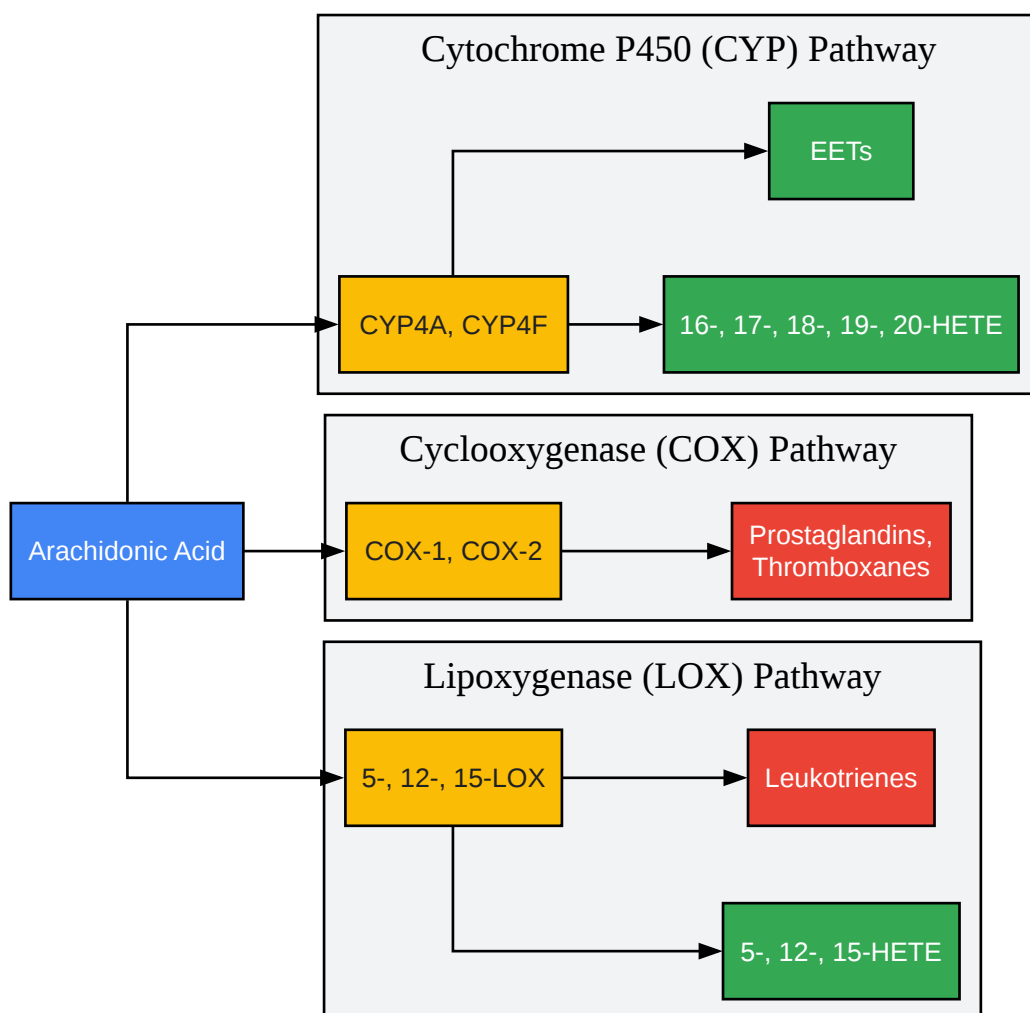 Cytochrome P450 (CYP) Pathway
EETs
CYP4A, CYP4F
16-, 17-, 18-, 19-, 20-HETE
Cyclooxygenase (COX) Pathway
Arachidonic Acid
COX-1, COX-2
Prostaglandins,
Thromboxanes
Lipoxygenase (LOX) Pathway
5-, 12-, 15-LOX
Leukotrienes
5-, 12-, 15-HETE